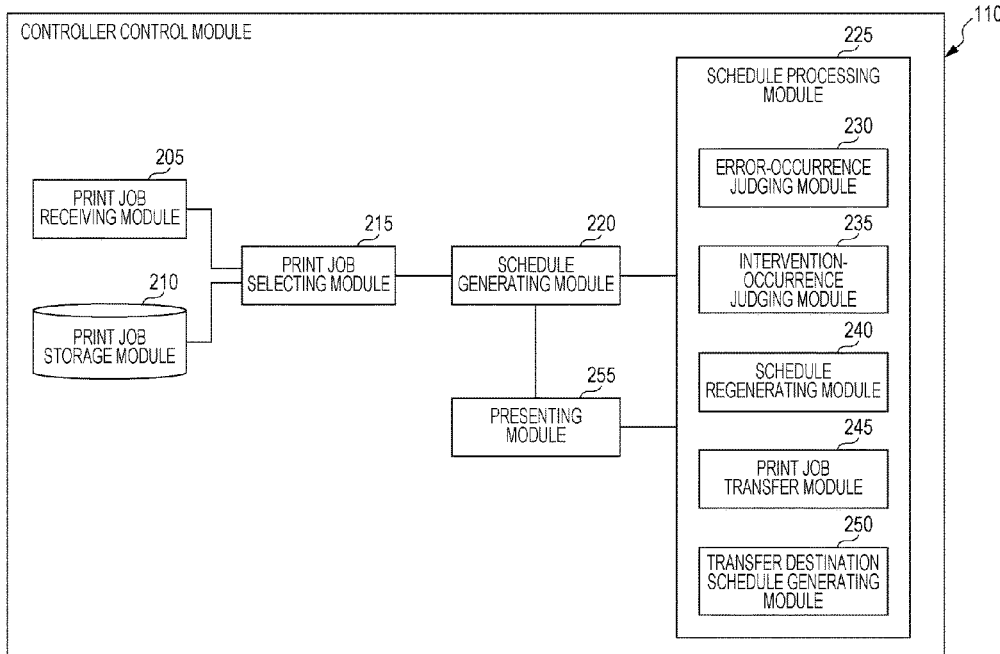 110
CONTROLLER CONTROL MODULE
225
SCHEDULE PROCESSING
MODULE
230
ERROR-OCCURRENCE
JUDGING MODULE
205
PRINT JOB
RECEIVING MODULE
215
PRINT JOB
SELECTING MODULE
220
SCHEDULE
GENERATING MODULE
235
INTERVENTION-
OCCURRENCE
JUDGING MODULE
210
PRINT JOB
STORAGE MODULE
240
SCHEDULE
REGENERATING MODULE
255
PRESENTING
MODULE
245
PRINT JOB
TRANSFER MODULE
250
TRANSFER DESTINATION
SCHEDULE GENERATING
MODULE